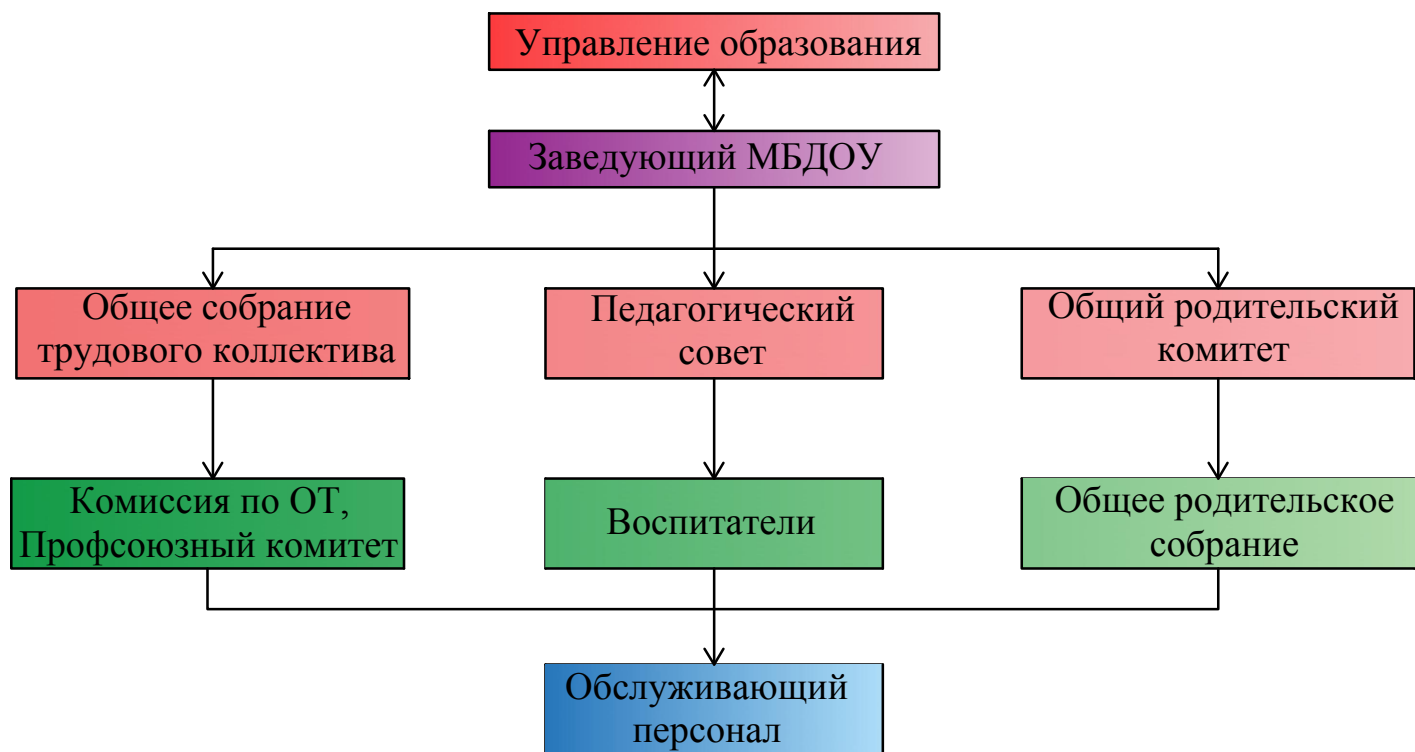 Управление образования
Заведующий МБДОУ
Общее собрание
трудового коллектива
Педагогический
совет
Общий родительский
комитет
Комиссия по ОТ,
Профсоюзный комитет
Воспитатели
Общее родительское
собрание
Обслуживающий
персонал